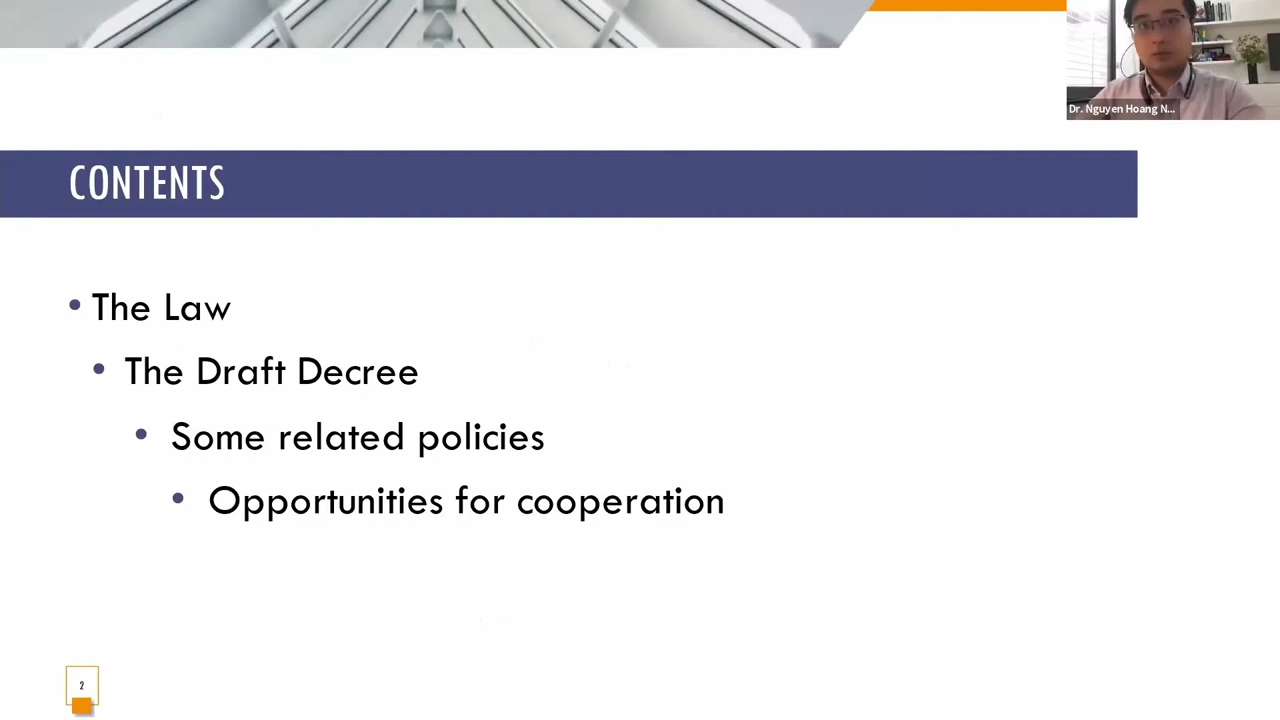 Dr. Nguyen Hoang N...
CONTENTS
• The Law
• The Draft Decree
• Some related policies
• Opportunities for cooperation
2